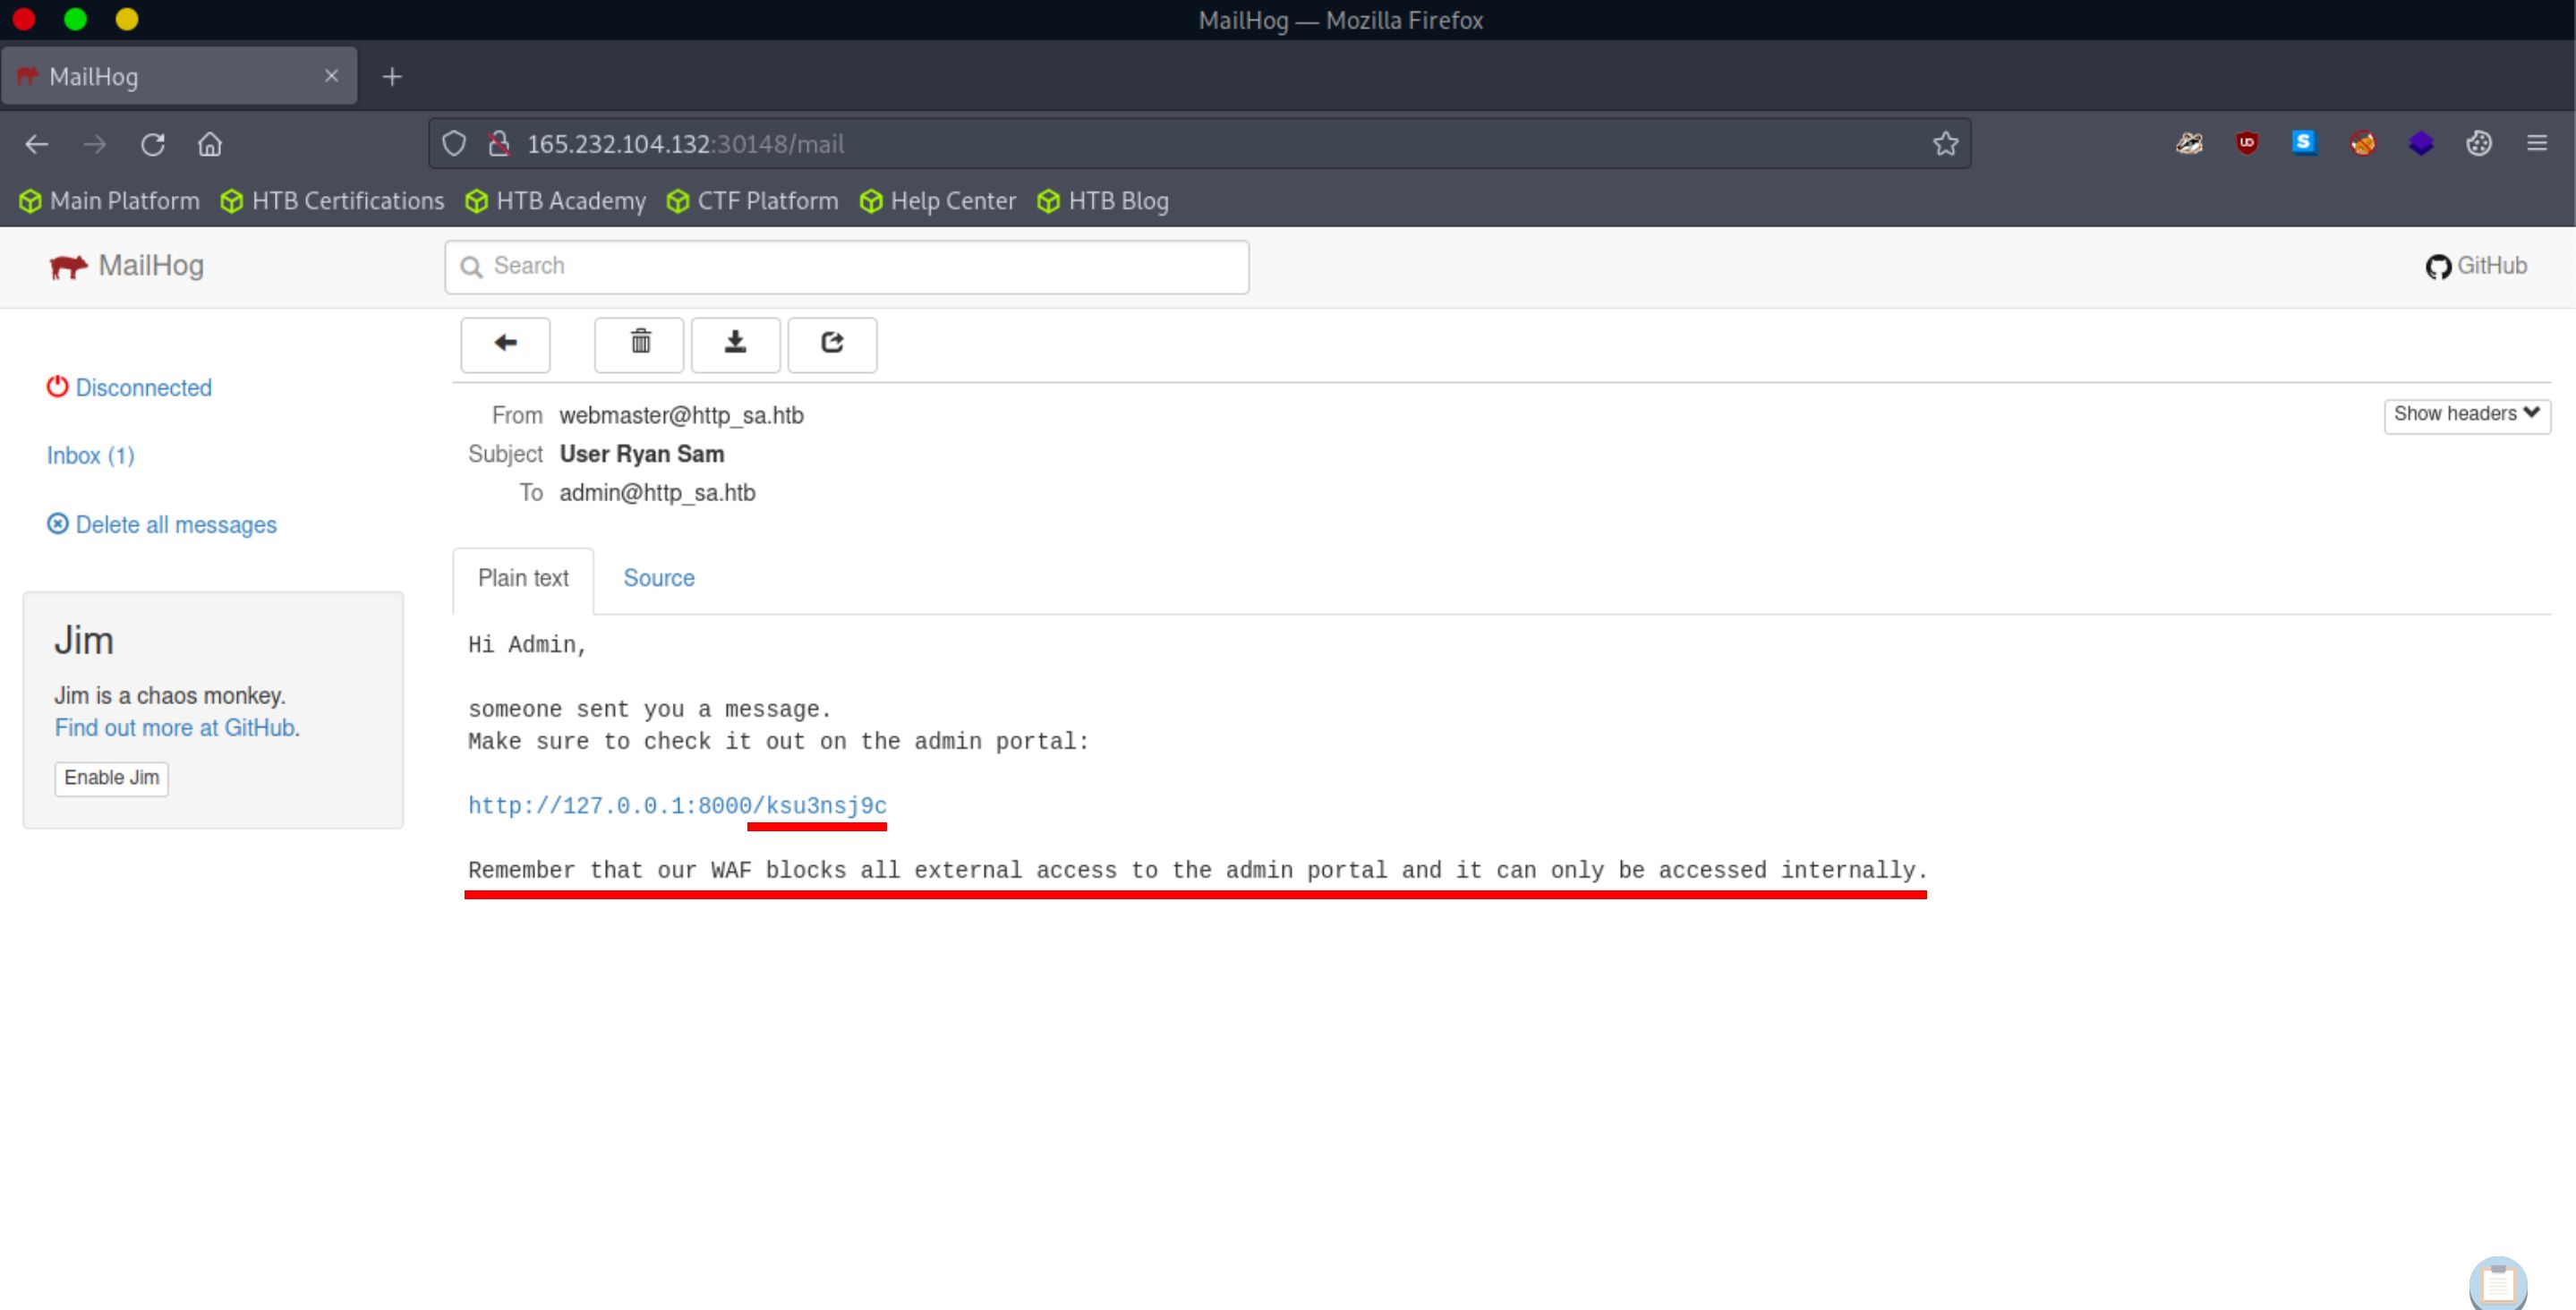 MailHog — Mozilla Firefox
MailHog
165.232.104.132:30148/mail
Main Platform HTB Certifications HTB Academy CTF Platform Help Center HTB Blog
MailHog Search GitHub
Disconnected
Inbox (1)
Delete all messages
Jim
Jim is a chaos monkey.
Find out more at GitHub.
Enable Jim
From webmaster@http_sa.htb
Show headers
Subject User Ryan Sam
To admin@http_sa.htb
Plain text Source
Hi Admin,
someone sent you a message.
Make sure to check it out on the admin portal:
http://127.0.0.1:8000/ksu3nsj9c
Remember that our WAF blocks all external access to the admin portal and it can only be accessed internally.